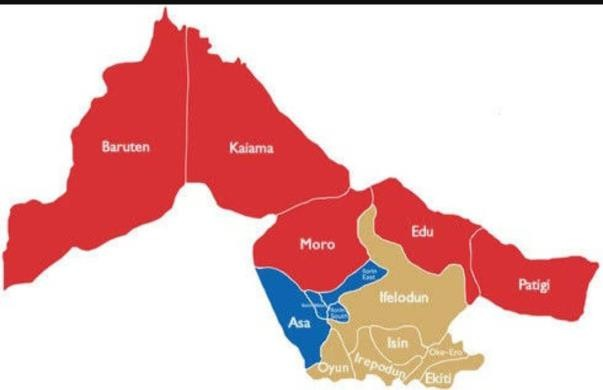 Baruten
Kaiama
Moro
Edu
Patigi
Ilorin
East
Ifelodun
Asa
Ilorin
South
Isin
Oke-Ero
Oyun
Irepodun
Ekiti